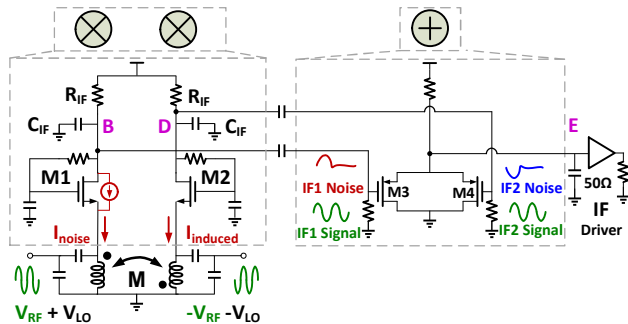 R_IF
R_IF
C_IF
B
D
C_IF
E
M1
M2
IF1 Noise
M3
M4
IF2 Noise
50Ω
IF
Driver
IF1 Signal
IF2 Signal
I_noise
I_induced
M
V_RF + V_LO
-V_RF -V_LO